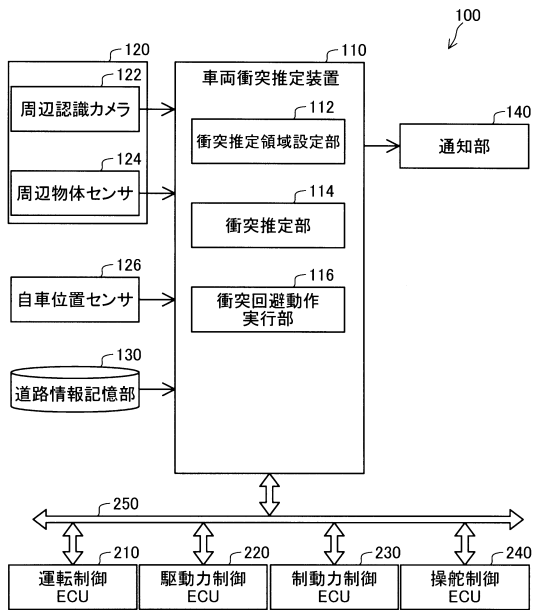 100
120
110
122
車両衝突推定装置
周辺認識カメラ
112
140
衝突推定領域設定部
通知部
124
周辺物体センサ
114
衝突推定部
126
116
自車位置センサ
衝突回避動作
実行部
130
道路情報記憶部
250
210
220
230
240
運転制御
ECU
駆動力制御
ECU
制動力制御
ECU
操舵制御
ECU